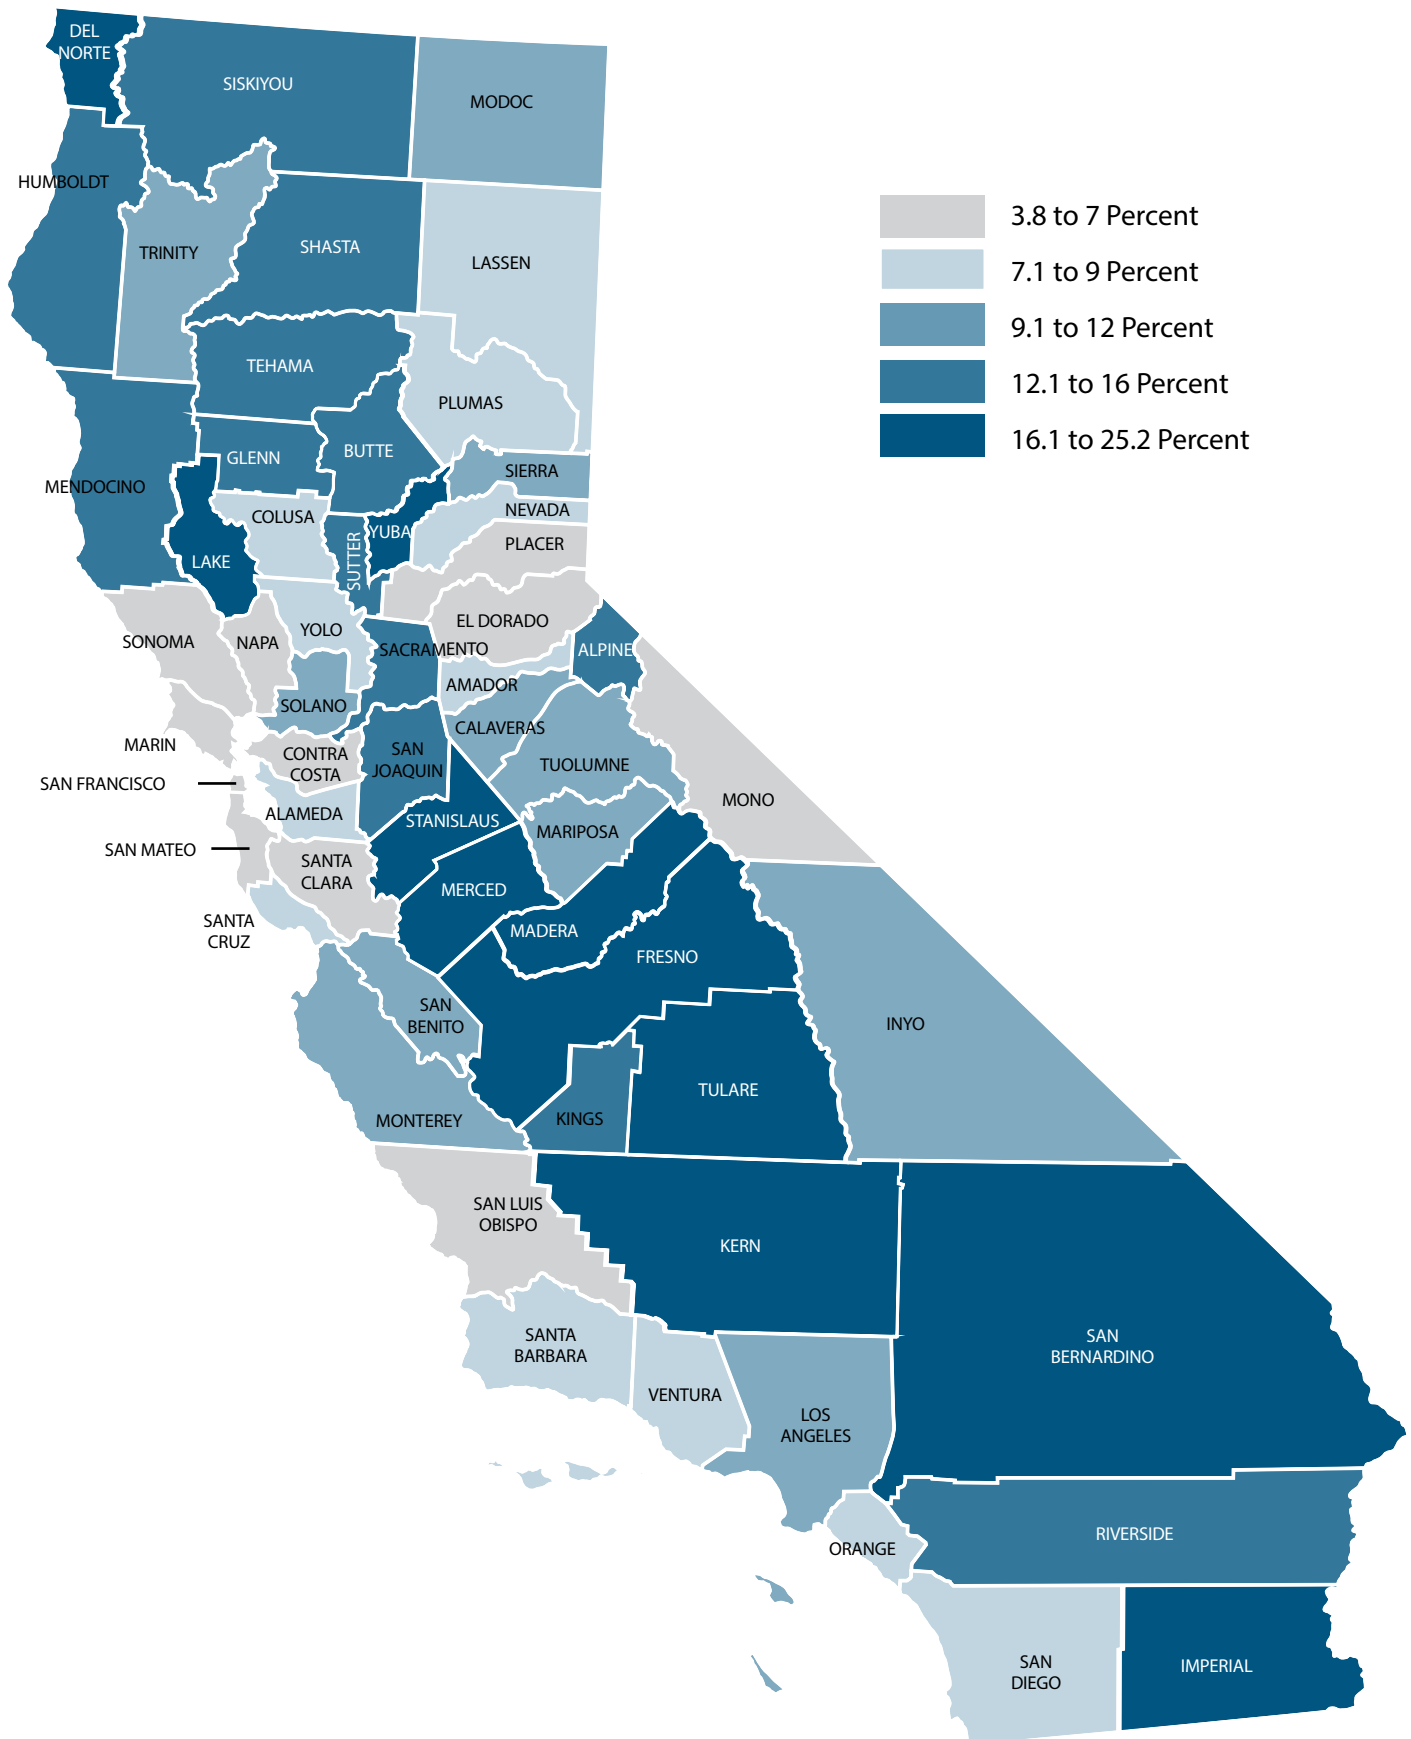 DEL
NORTE
SISKIYOU
MODOC
HUMBOLDT
TRINITY
SHASTA
LASSEN
3.8 to 7 Percent
7.1 to 9 Percent
9.1 to 12 Percent
12.1 to 16 Percent
16.1 to 25.2 Percent
TEHAMA
PLUMAS
GLENN
BUTTE
SIERRA
MENDOCINO
COLUSA
NEVADA
YUBA
SUTTER
PLACER
LAKE
EL DORADO
YOLO
SONOMA
NAPA
SACRAMENTO
ALPINE
AMADOR
SOLANO
CALAVERAS
MARIN
CONTRA
COSTA
SAN
JOAQUIN
TUOLUMNE
SAN FRANCISCO
MONO
ALAMEDA
STANISLAUS
MARIPOSA
SAN MATEO
SANTA
CLARA
MERCED
SANTA
CRUZ
MADERA
FRESNO
SAN
BENITO
INYO
TULARE
MONTEREY
KINGS
SAN LUIS
OBISPO
KERN
SANTA
BARBARA
SAN
BERNARDINO
VENTURA
LOS
ANGELES
RIVERSIDE
ORANGE
SAN
DIEGO
IMPERIAL